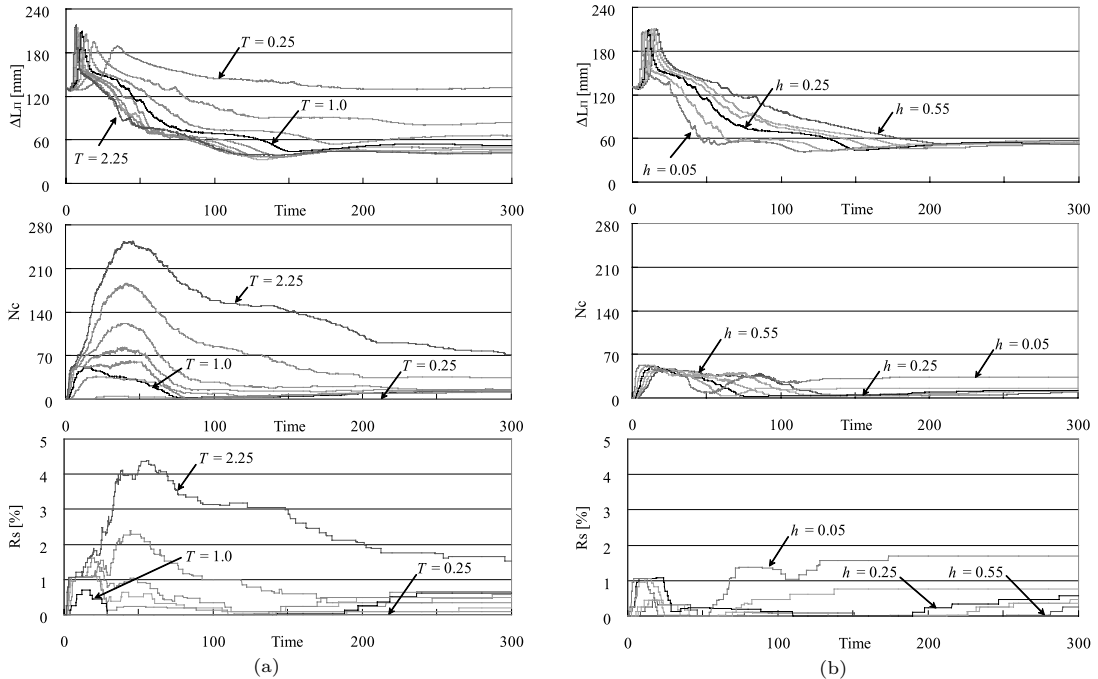 240
180
120
60
0
ΔLп [mm]
T = 0.25
T = 1.0
T = 2.25
0 100 Time 200 300
280
210
140
70
0
Nc
T = 2.25
T = 1.0
T = 0.25
0 100 Time 200 300
5
4
3
2
1
0
Rs [%]
T = 2.25
T = 1.0
T = 0.25
0 100 Time 200 300
(a)
240
180
120
60
0
ΔLп [mm]
h = 0.25
h = 0.55
h = 0.05
0 100 Time 200 300
280
210
140
70
0
Nc
h = 0.55
h = 0.05
h = 0.25
0 100 Time 200 300
5
4
3
2
1
0
Rs [%]
h = 0.05
h = 0.25 h = 0.55
0 100 Time 200 300
(b)